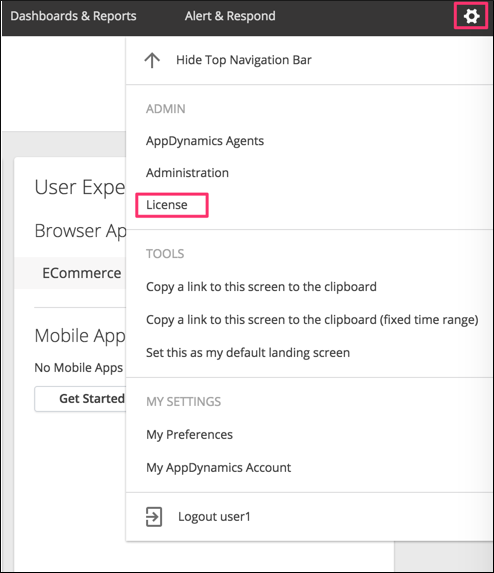 Dashboards & Reports
Alert & Respond
Hide Top Navigation Bar
ADMIN
AppDynamics Agents
Administration
License
TOOLS
Copy a link to this screen to the clipboard
Copy a link to this screen to the clipboard (fixed time range)
Set this as my default landing screen
MY SETTINGS
My Preferences
My AppDynamics Account
Logout user1
User Expe
Browser Ap
ECommerce
Mobile App
No Mobile Apps
Get Started